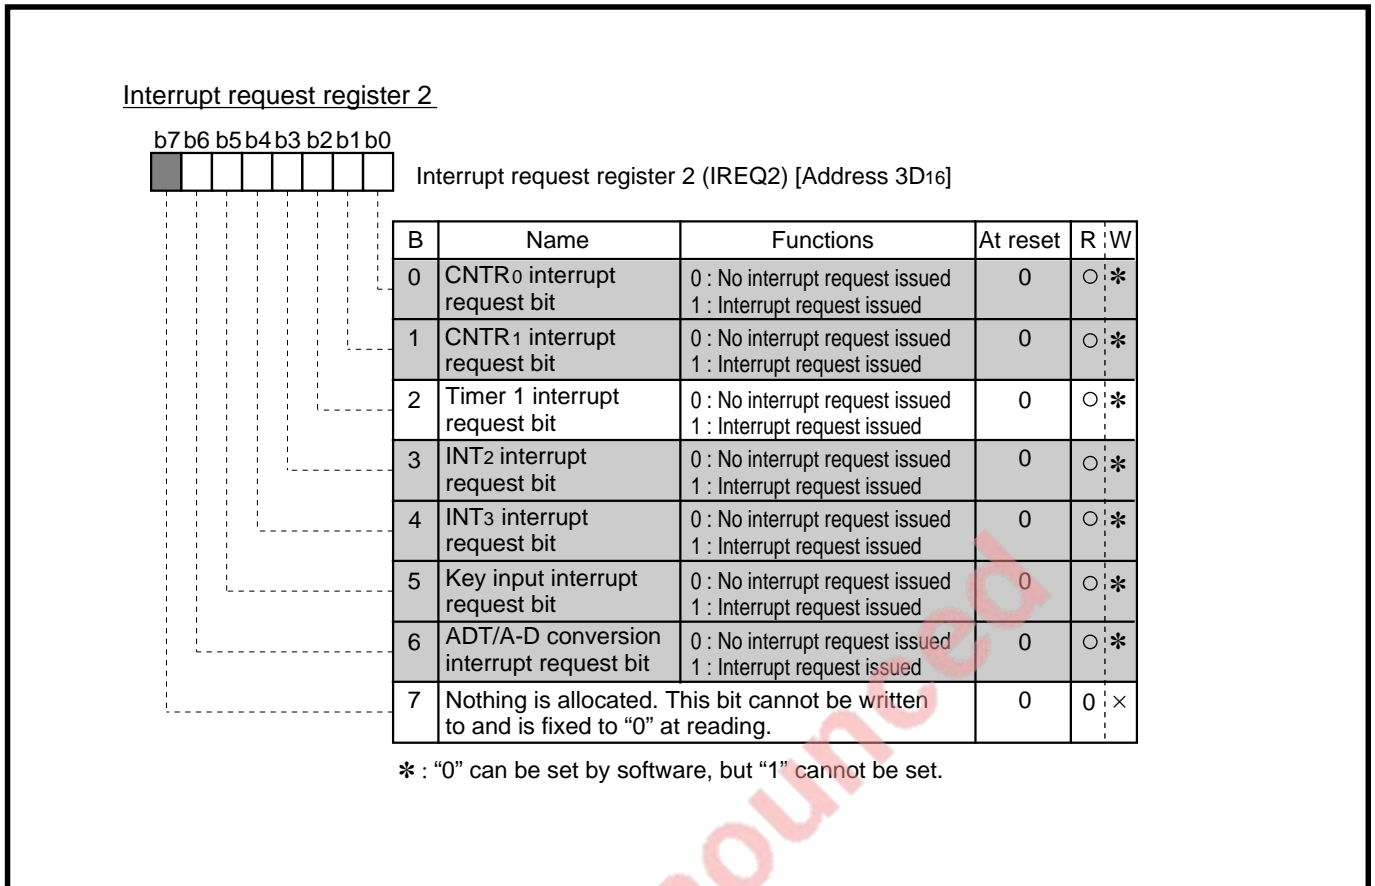 Interrupt request register 2
b7 b6 b5 b4 b3 b2 b1 b0
Interrupt request register 2 (IREQ2) [Address 3D16]
B Name Functions At reset R W
0 CNTR0 interrupt request bit 0 : No interrupt request issued 0 ○ ✻
1 : Interrupt request issued
1 CNTR1 interrupt request bit 0 : No interrupt request issued 0 ○ ✻
1 : Interrupt request issued
2 Timer 1 interrupt request bit 0 : No interrupt request issued 0 ○ ✻
1 : Interrupt request issued
3 INT2 interrupt request bit 0 : No interrupt request issued 0 ○ ✻
1 : Interrupt request issued
4 INT3 interrupt request bit 0 : No interrupt request issued 0 ○ ✻
1 : Interrupt request issued
5 Key input interrupt request bit 0 : No interrupt request issued 0 ○ ✻
1 : Interrupt request issued
6 ADT/A-D conversion interrupt request bit 0 : No interrupt request issued 0 ○ ✻
1 : Interrupt request issued
7 Nothing is allocated. This bit cannot be written 0 0 ×
to and is fixed to “0” at reading.
✻ : “0” can be set by software, but “1” cannot be set.
ounced